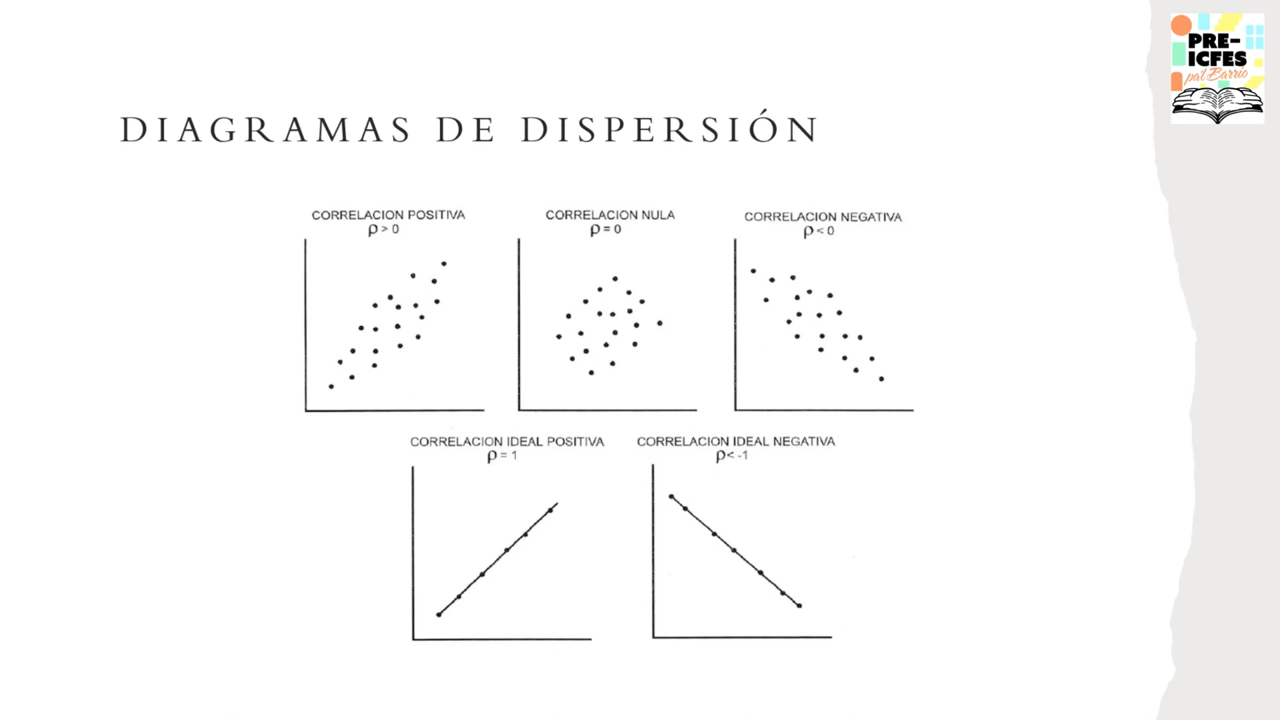 PRE-
ICFES
pa'l Barrio
DIAGRAMAS DE DISPERSIÓN
CORRELACION POSITIVA
ρ > 0
CORRELACION NULA
ρ = 0
CORRELACION NEGATIVA
ρ < 0
CORRELACION IDEAL POSITIVA
ρ = 1
CORRELACION IDEAL NEGATIVA
ρ < -1